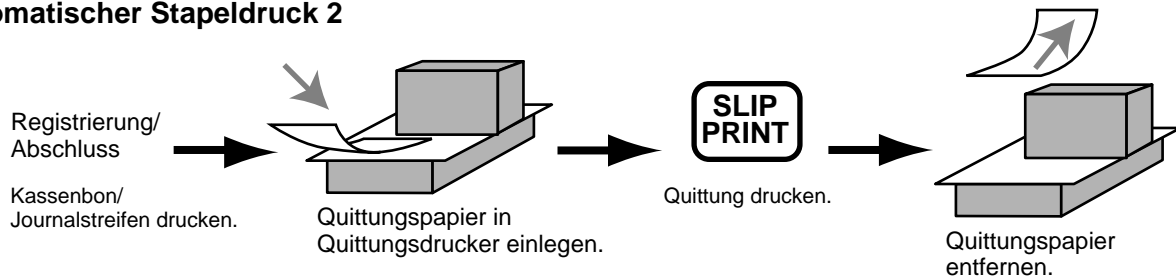 omatischer Stapeldruck 2
Registrierung/
Abschluss
Kassenbon/
Journalstreifen drucken.
Quittungspapier in
Quittungsdrucker einlegen.
SLIP
PRINT
Quittung drucken.
Quittungspapier
entfernen.